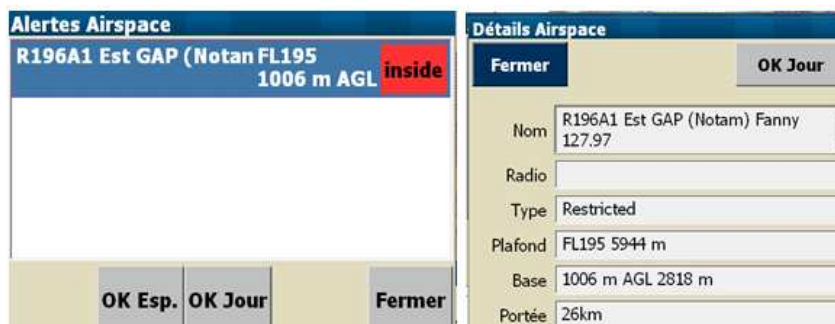 Alertes Airspace
R196A1 Est GAP (Notan FL195
1006 m AGL
inside
OK Esp.
OK Jour
Fermer
Détails Airspace
Fermer
OK Jour
Nom
R196A1 Est GAP (Notam) Fanny
127.97
Radio
Type
Restricted
Plafond
FL195 5944 m
Base
1006 m AGL 2818 m
Portée
26km